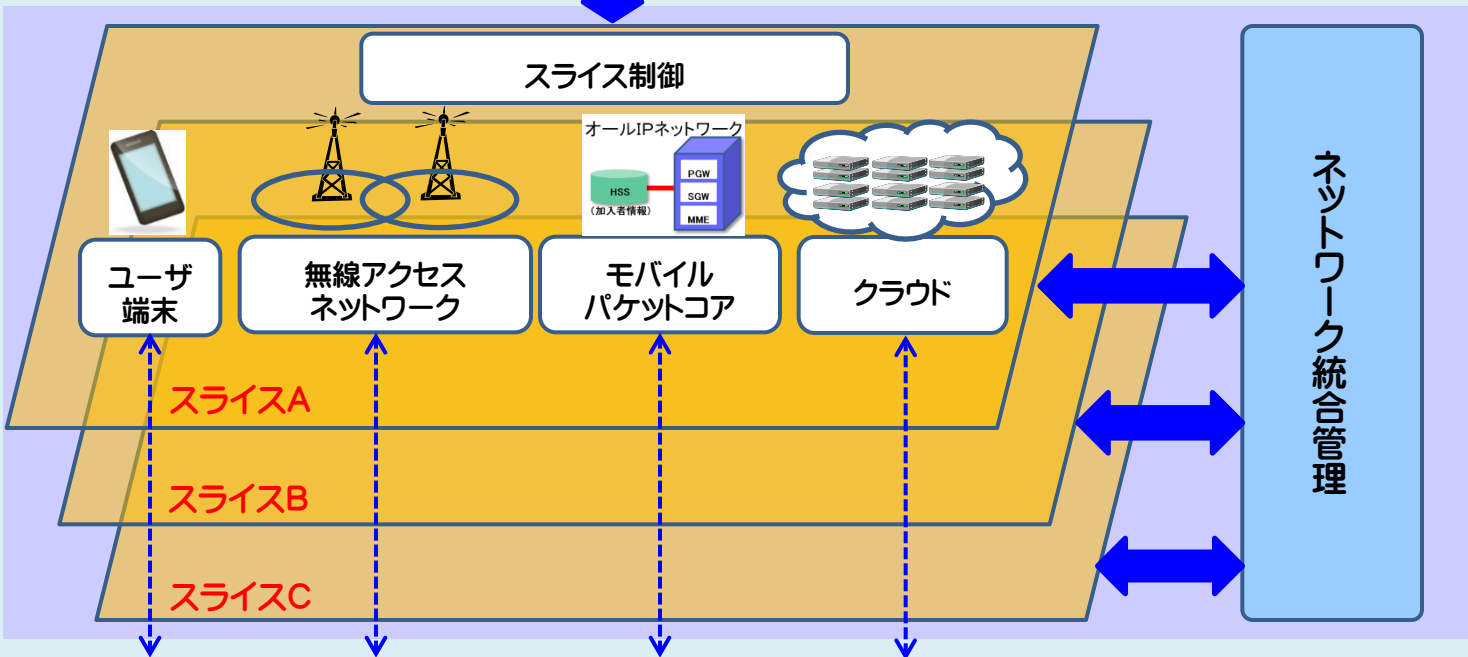 スライス制御
オールIPネットワーク
HSS
(加入者情報)
PGW
SGW
MME
ユーザ
端末
無線アクセス
ネットワーク
モバイル
パケットコア
クラウド
スライスA
スライスB
スライスC
ネットワーク統合管理